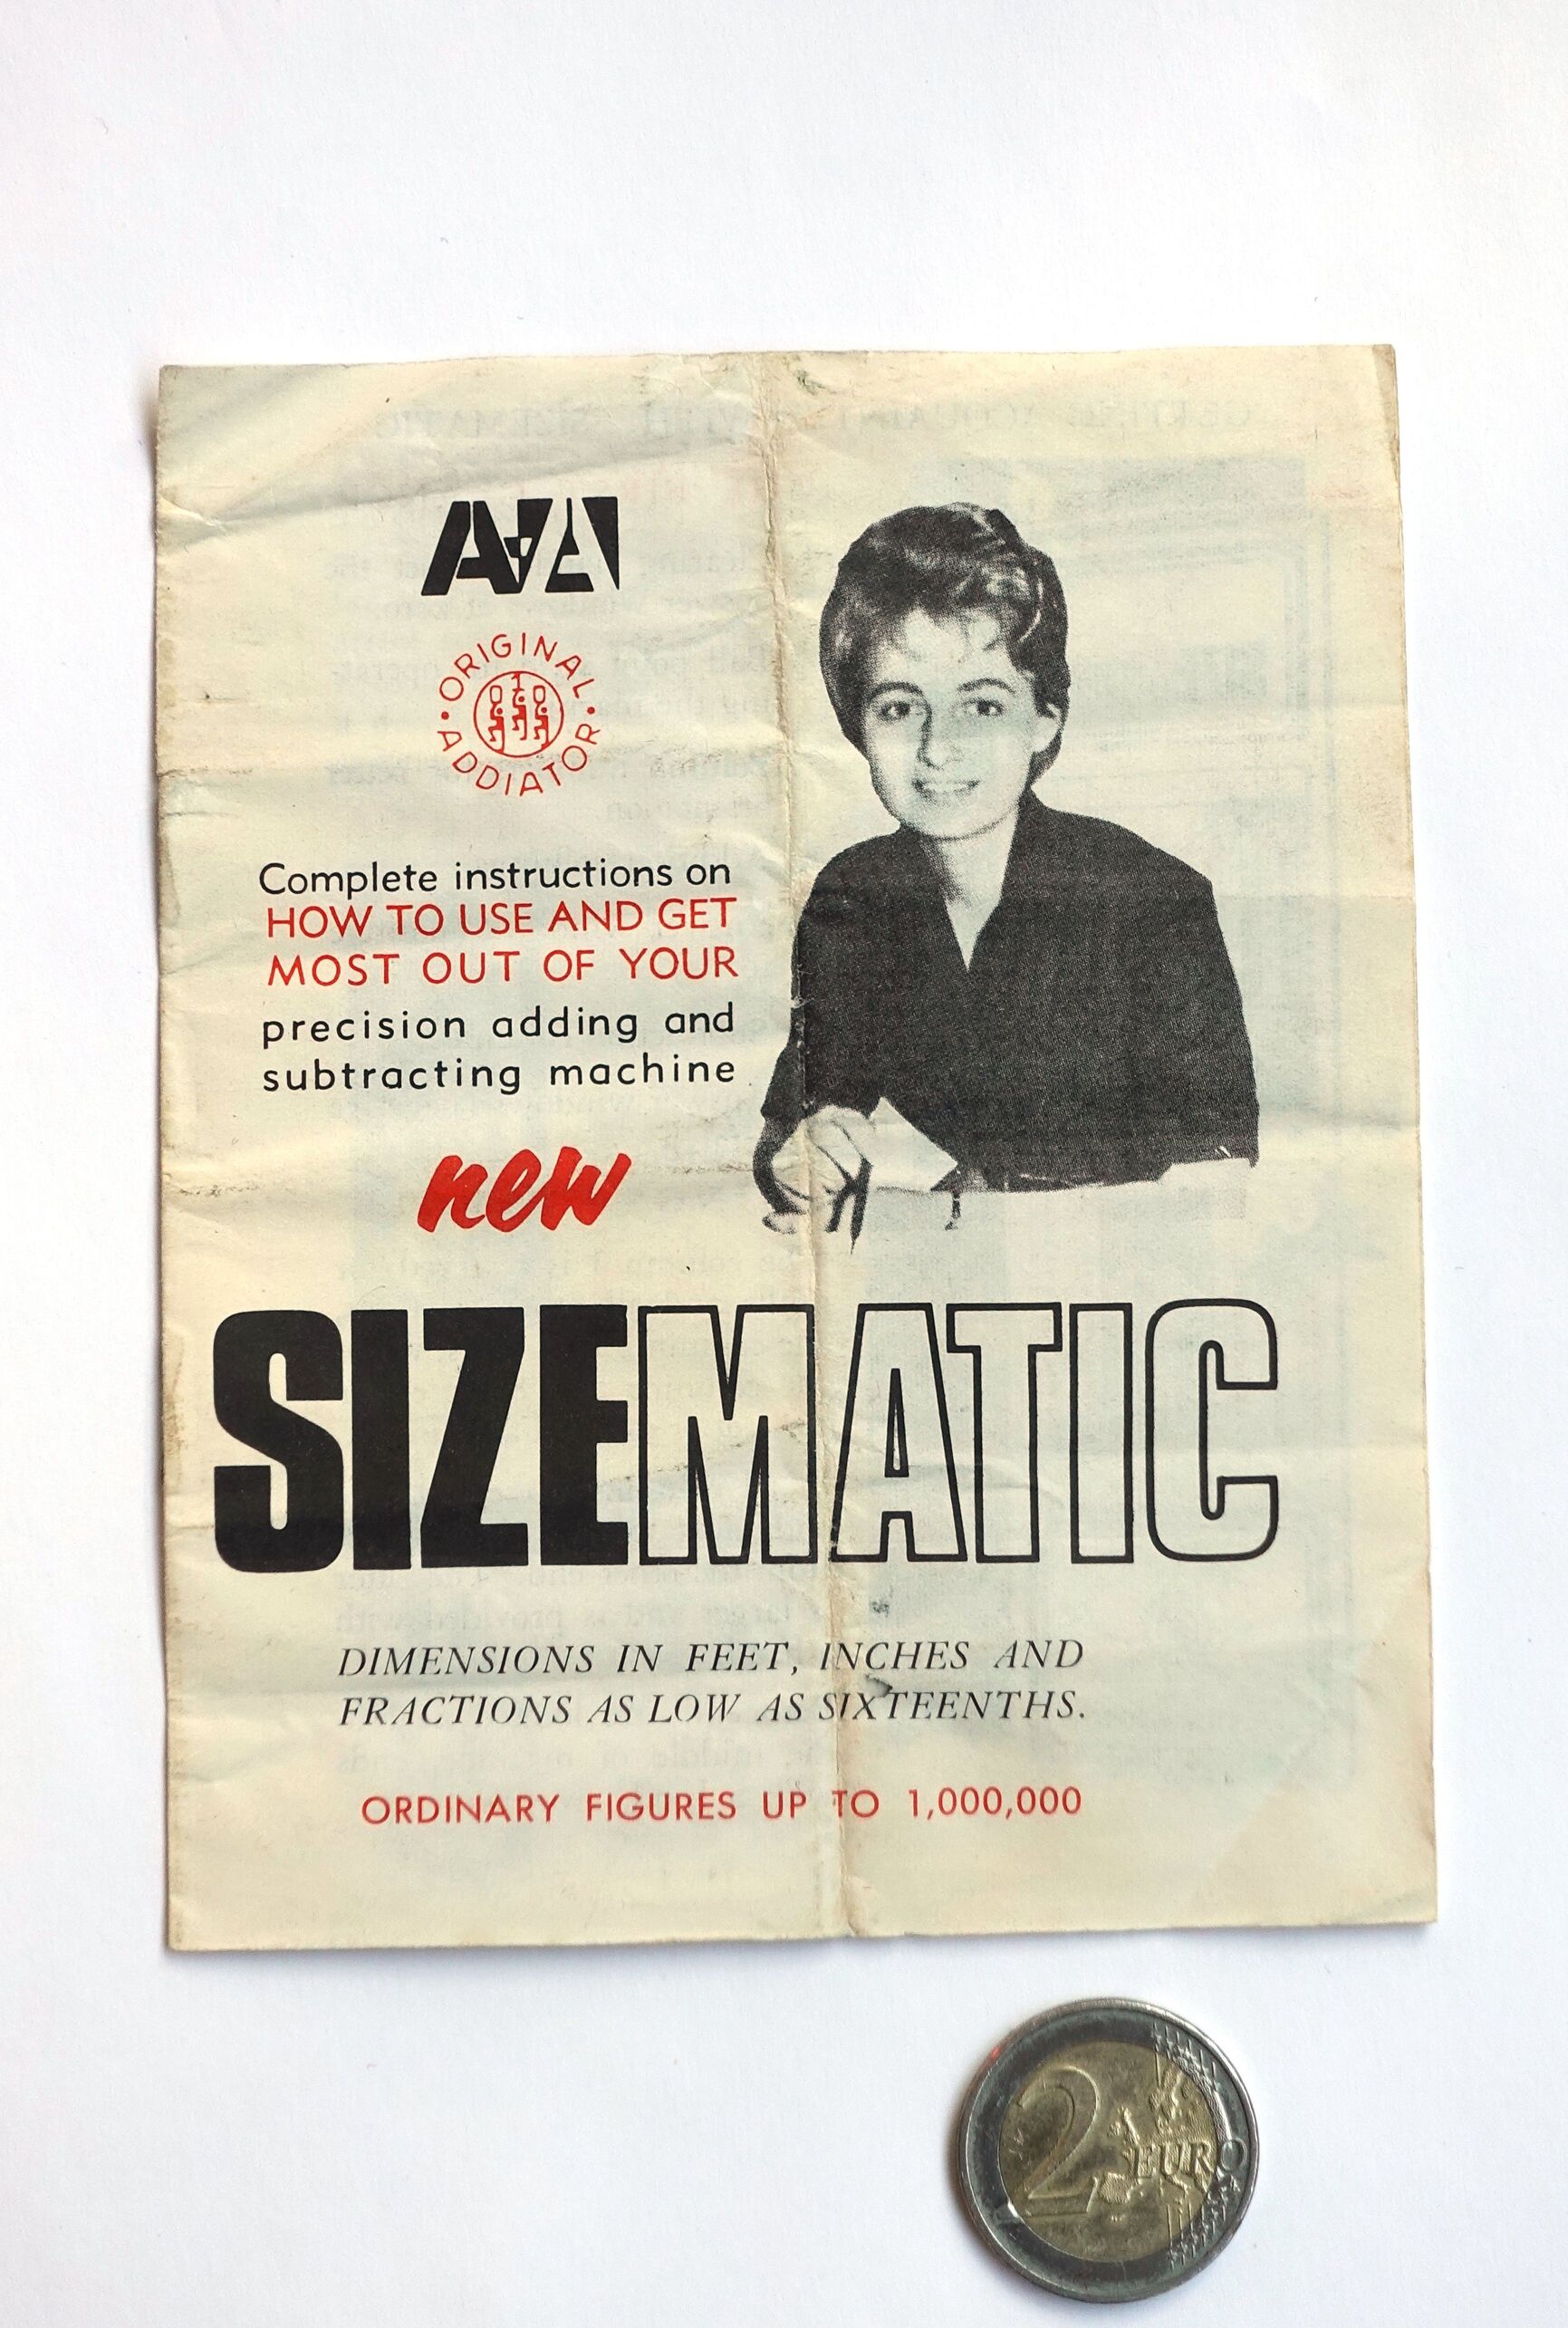 ORIGINAL
ADDIATOR
Complete instructions on
HOW TO USE AND GET
MOST OUT OF YOUR
precision adding and
subtracting machine
new
SIZEMATIC
DIMENSIONS IN FEET, INCHES AND
FRACTIONS AS LOW AS SIXTEENTHS.
ORDINARY FIGURES UP TO 1,000,000
2 EURO